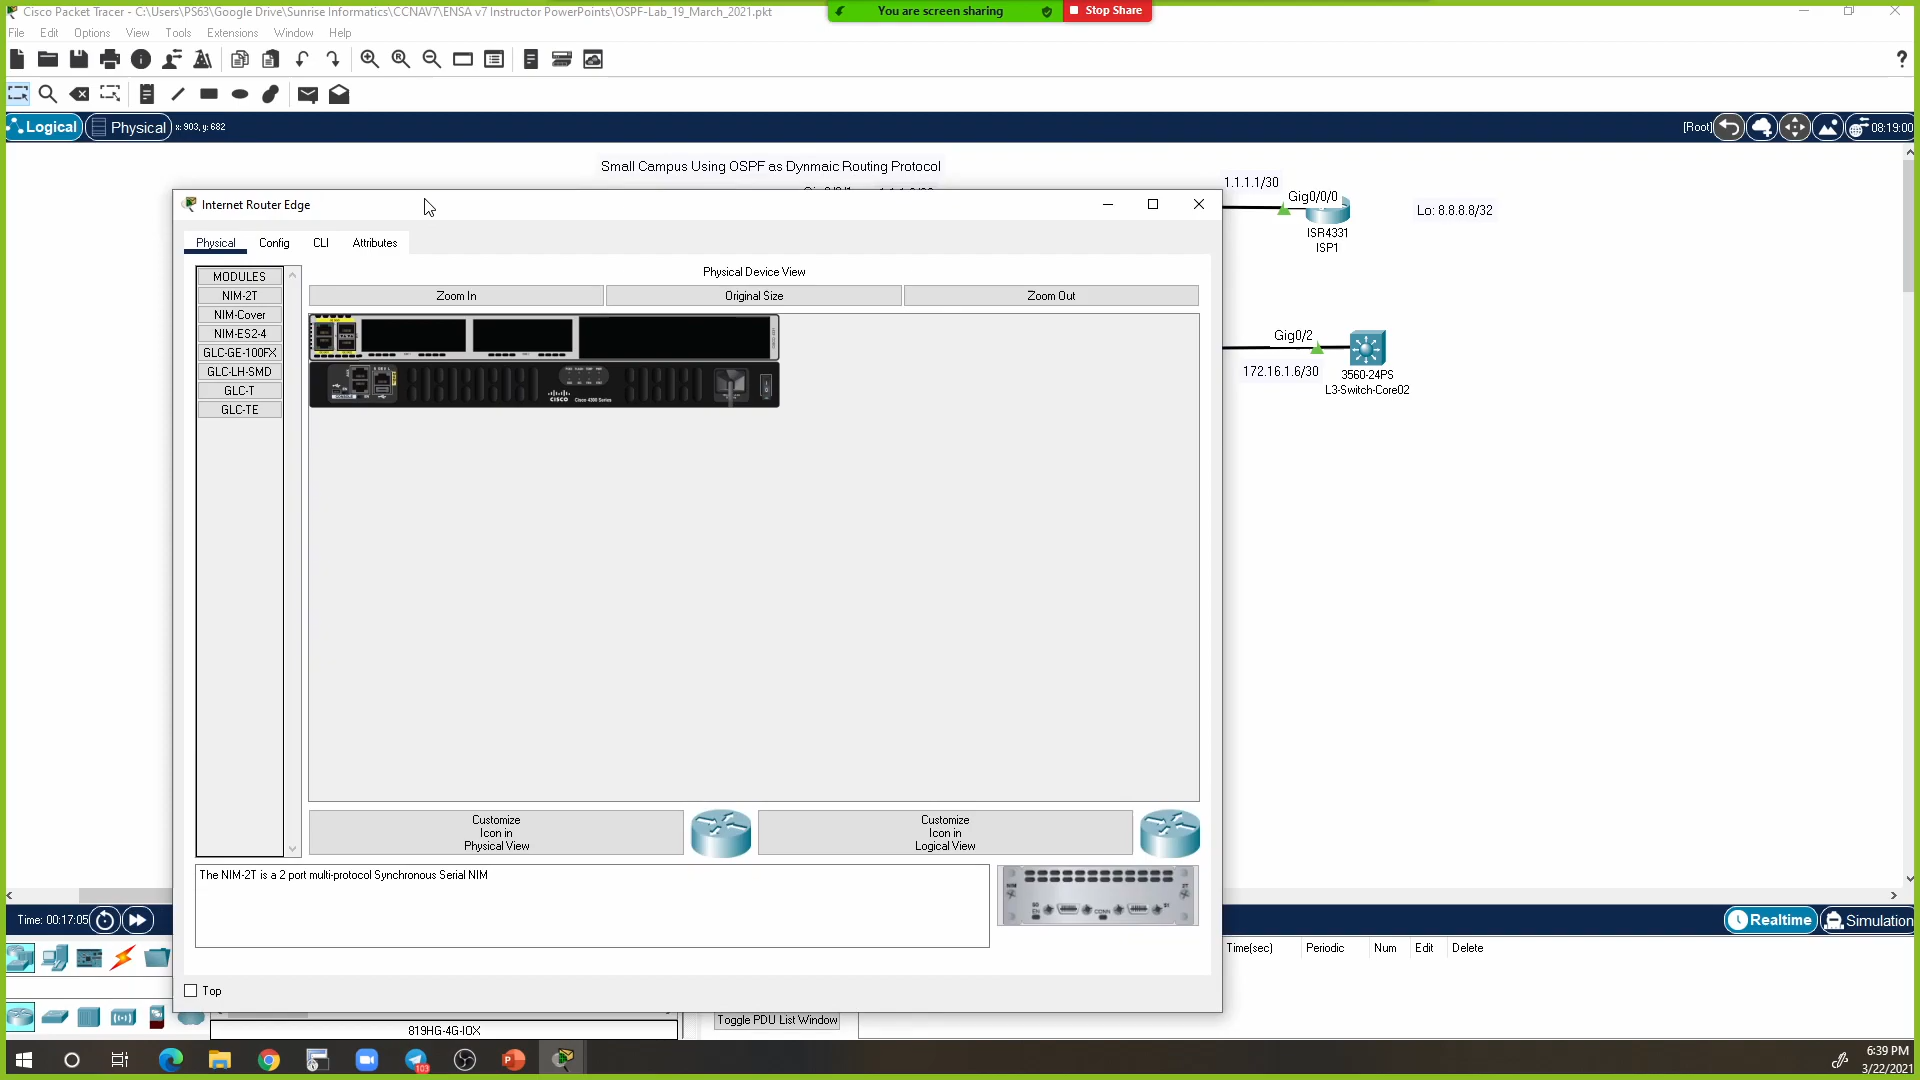 Cisco Packet Tracer - C:\Users\PS63\Google Drive\Sunrise Informatics\CCNAV7\ENSA v7 Instructor PowerPoints\OSPF-Lab_19_March_2021.pkt
You are screen sharing
Stop Share
File Edit Options View Tools Extensions Window Help
Logical
Physical
x: 903, y: 682
[Root]
08:19:00
Small Campus Using OSPF as Dynmaic Routing Protocol
1.1.1.1/30
Gig0/0/0
Lo: 8.8.8.8/32
ISR4331
ISP1
Internet Router Edge
Physical Config CLI Attributes
MODULES
NIM-2T
NIM-Cover
NIM-ES2-4
GLC-GE-100FX
GLC-LH-SMD
GLC-T
GLC-TE
Physical Device View
Zoom In
Original Size
Zoom Out
CISCO Cisco 4300 Series
Gig0/2
172.16.1.6/30
3560-24PS
L3-Switch-Core02
Customize
Icon in
Physical View
Customize
Icon in
Logical View
The NIM-2T is a 2 port multi-protocol Synchronous Serial NIM
Top
Time: 00:17:05
Realtime
Simulation
Time(sec) Periodic Num Edit Delete
819HG-4G-IOX
Toggle PDU List Window
103
6:39 PM
3/22/2021